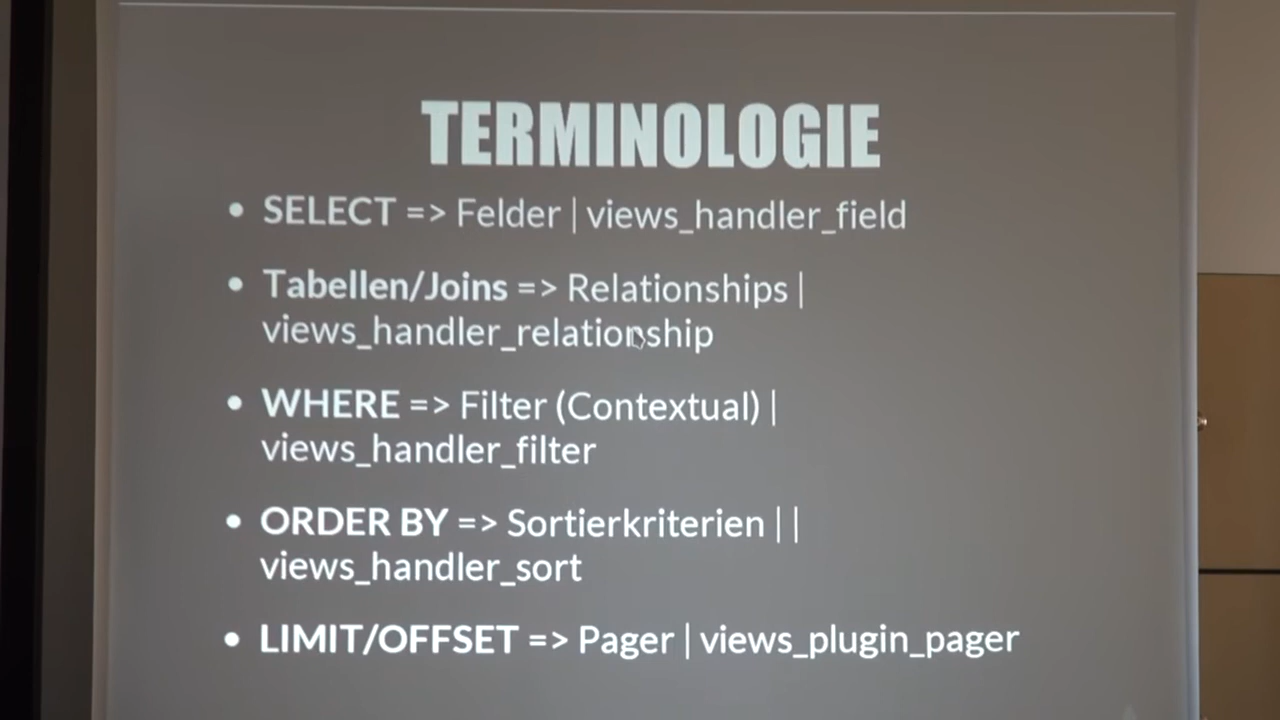 TERMINOLOGIE
• SELECT => Felder | views_handler_field
• Tabellen/Joins => Relationships |
views_handler_relationship
• WHERE => Filter (Contextual) |
views_handler_filter
• ORDER BY => Sortierkriterien | |
views_handler_sort
• LIMIT/OFFSET => Pager | views_plugin_pager